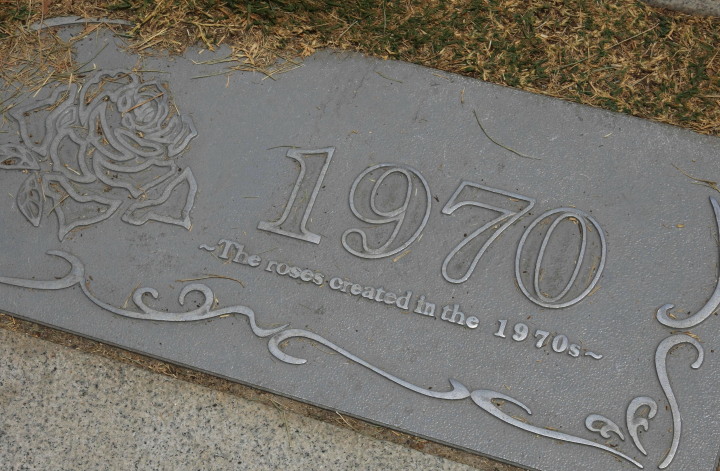 1970
~The roses created in the 1970s~